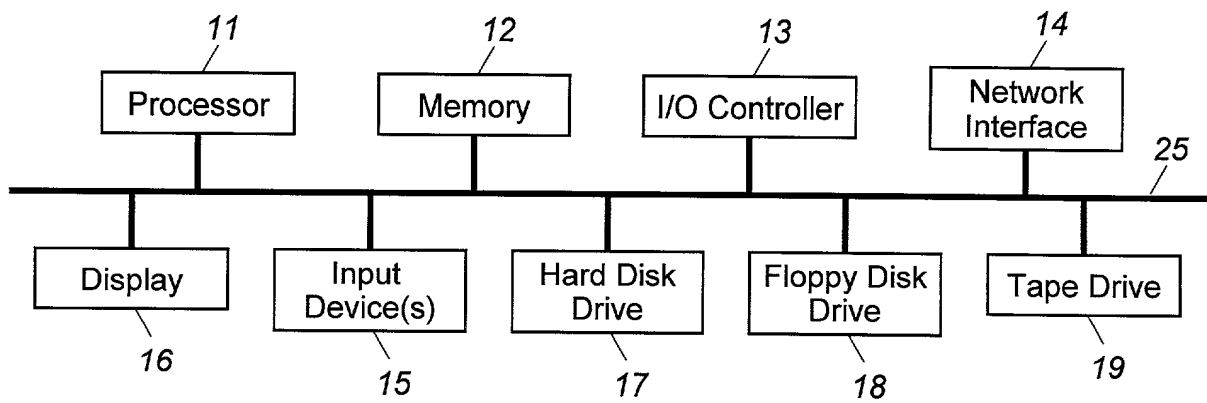 11
12
13
14
Processor
Memory
I/O Controller
Network
Interface
25
Display
Input
Device(s)
Hard Disk
Drive
Floppy Disk
Drive
Tape Drive
16
15
17
18
19